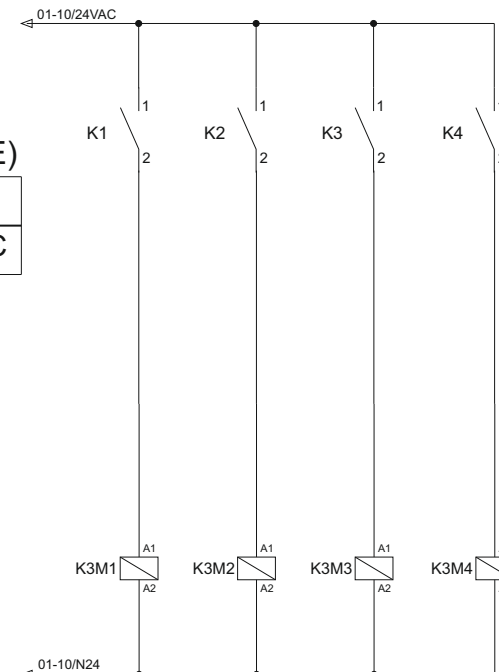 01-10/24VAC
1 1 1
K1 K2 K3 K4
2 2 2
E)
C
A1 A1 A1
K3M1 K3M2 K3M3 K3M4
A2 A2 A2
01-10/N24